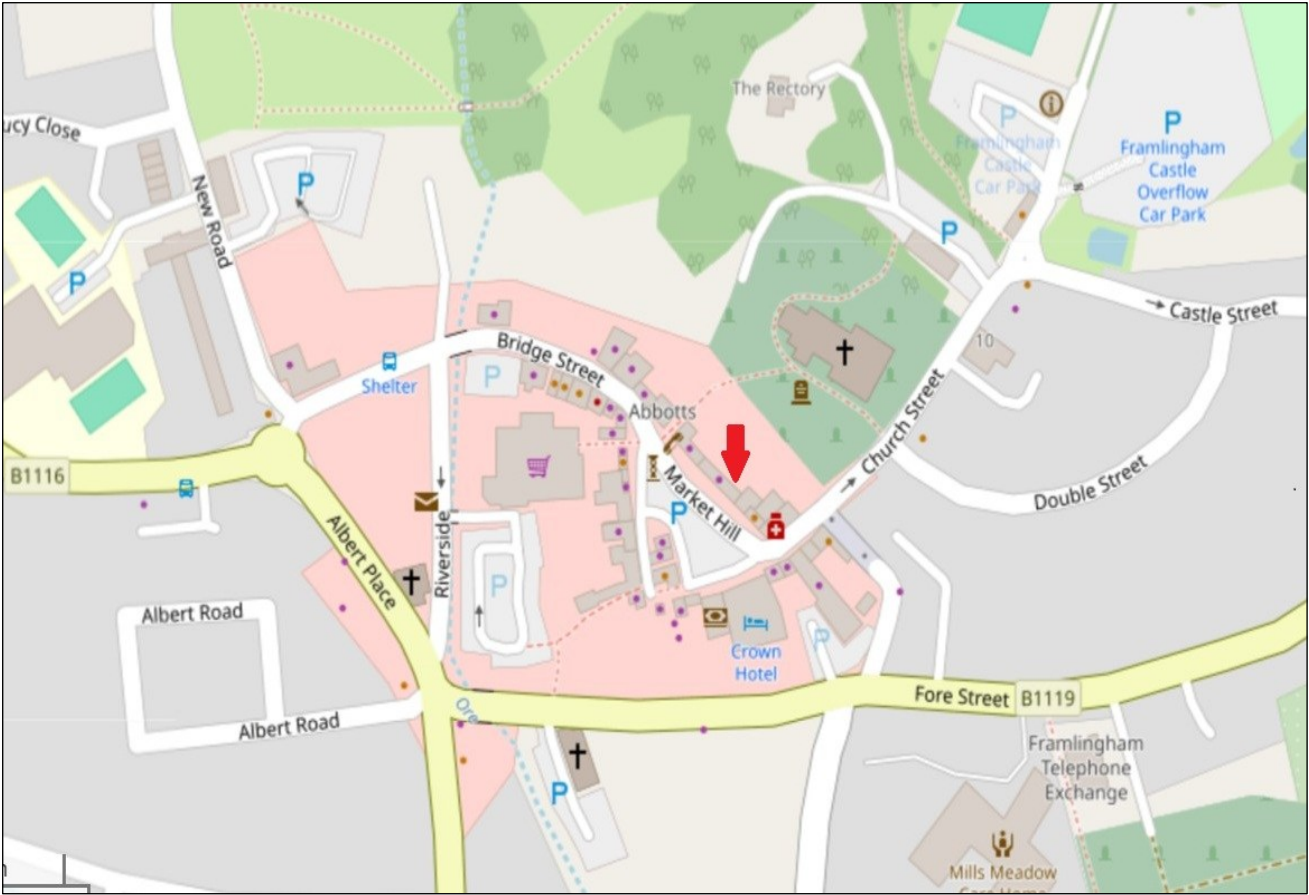 The Rectory
P
Framlingham
Castle
Car Park
P
Framlingham
Castle
Overflow
Car Park
ucy Close
New Road
P
P
P
Castle Street
Bridge Street
Shelter
P
10
Abbotts
Church Street
B1116
Double Street
Market Hill
P
Albert Place
Riverside
P
Albert Road
P
Crown
Hotel
Albert Road
Ore
Fore Street
B1119
P
Framlingham
Telephone
Exchange
Mills Meadow
Care Home